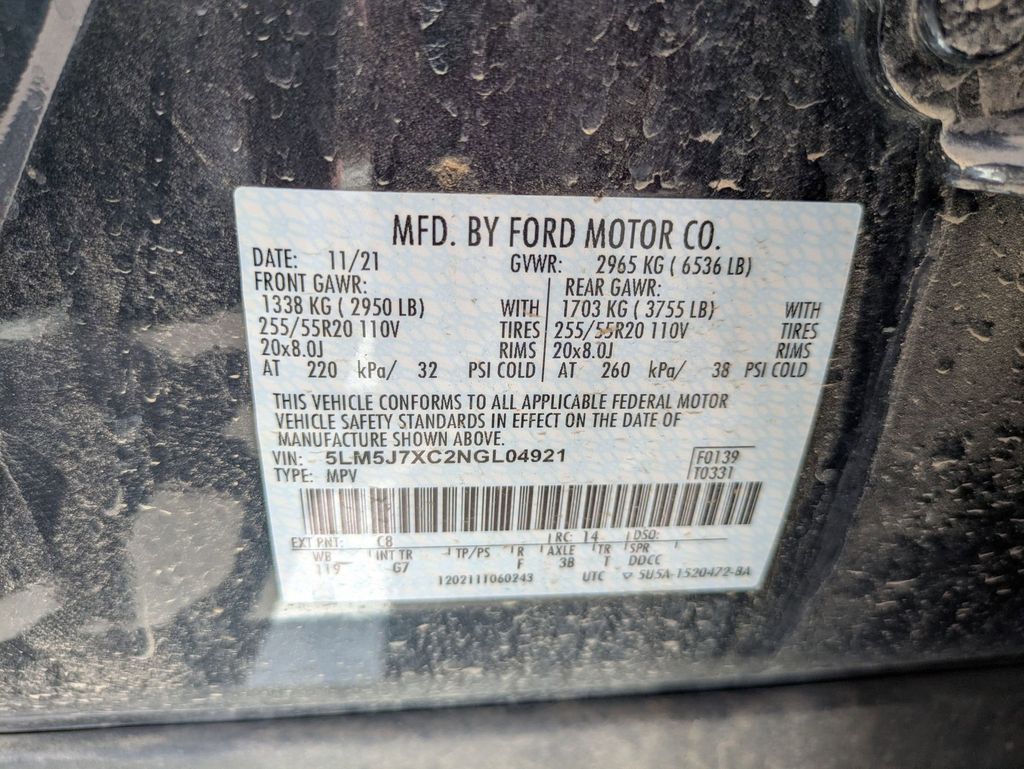 MFD. BY FORD MOTOR CO.
DATE: 11/21 GVWR: 2965 KG ( 6536 LB)
FRONT GAWR: REAR GAWR:
1338 KG ( 2950 LB) WITH 1703 KG ( 3755 LB) WITH
255/55R20 110V TIRES 255/55R20 110V TIRES
20x8.0J RIMS 20x8.0J RIMS
AT 220 kPa/ 32 PSI COLD AT 260 kPa/ 38 PSI COLD
THIS VEHICLE CONFORMS TO ALL APPLICABLE FEDERAL MOTOR
VEHICLE SAFETY STANDARDS IN EFFECT ON THE DATE OF
MANUFACTURE SHOWN ABOVE.
VIN: 5LM5J7XC2NGL04921 F0139
TYPE: MPV T0331
EXT PNT: C8 RC: 14 DSO:
WB INT TR TP/PS R AXLE TR SPR
119 G7 F 3B T DDCC
120211T060243 UTC ▽ 5U5A-1520472-BA